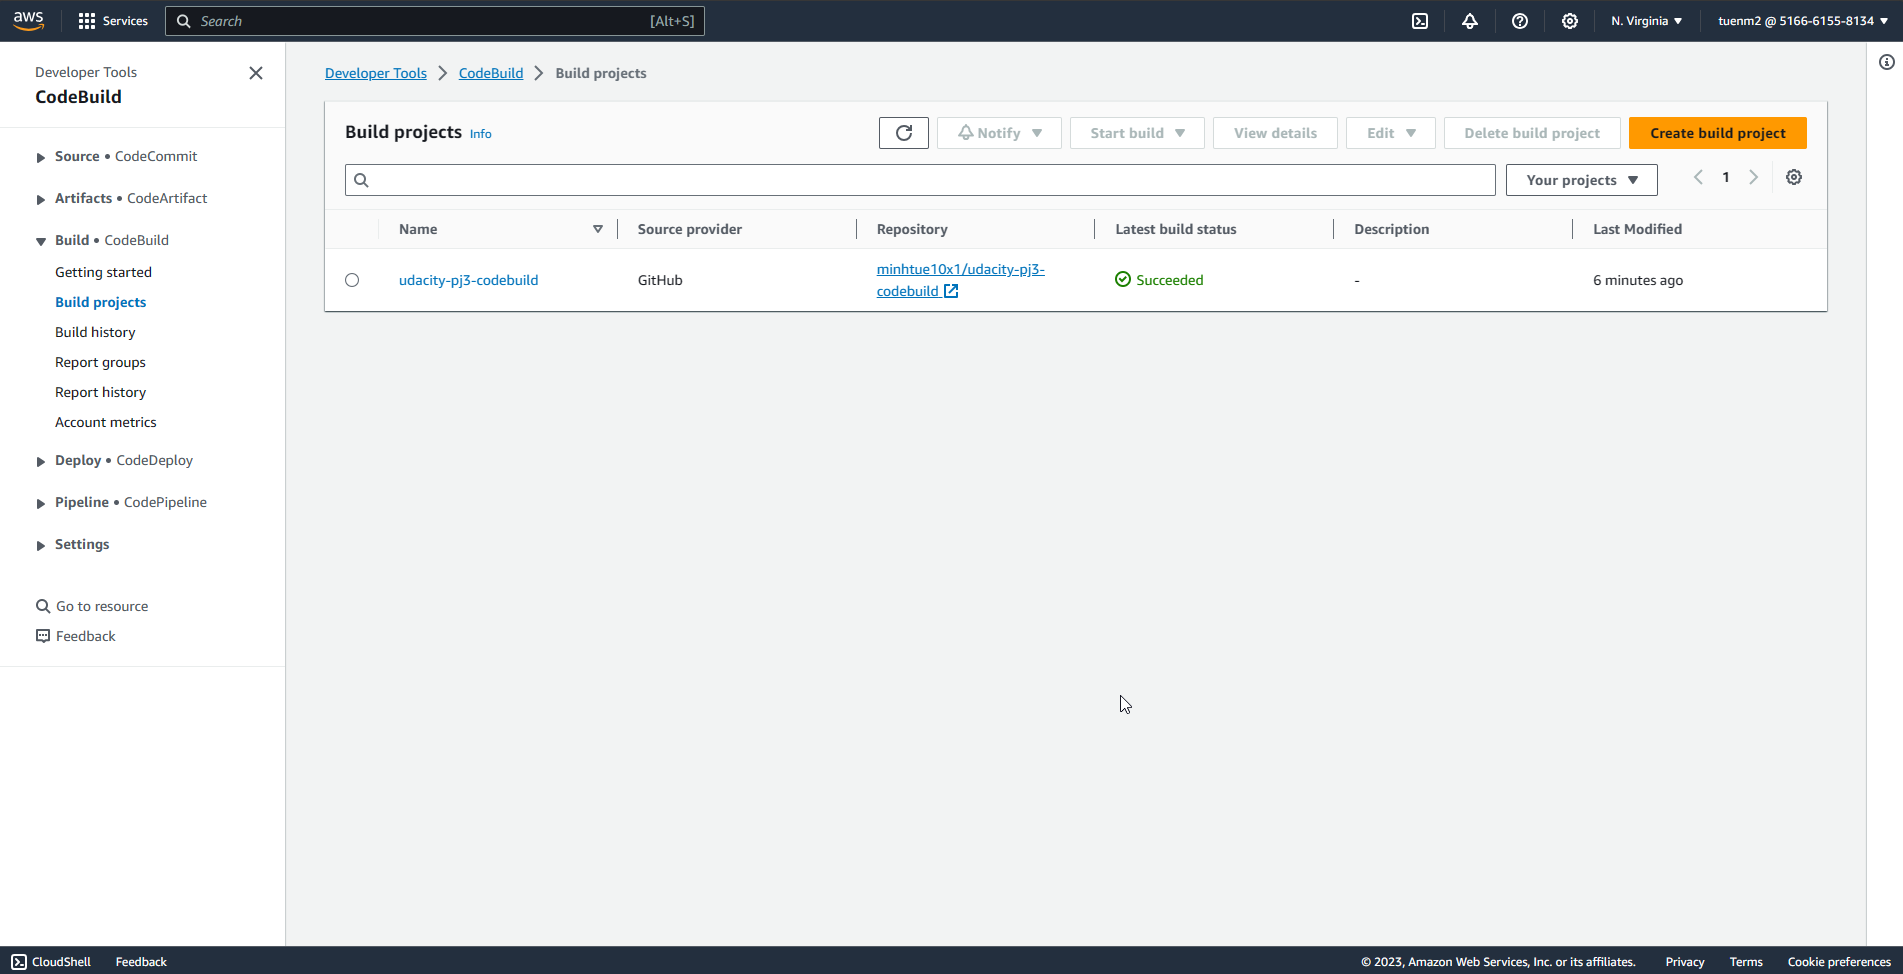 aws
Services
Search
[Alt+S]
N. Virginia
tuenm2 @ 5166-6155-8134
Developer Tools
CodeBuild
Source • CodeCommit
Artifacts • CodeArtifact
Build • CodeBuild
Getting started
Build projects
Build history
Report groups
Report history
Account metrics
Deploy • CodeDeploy
Pipeline • CodePipeline
Settings
Go to resource
Feedback
Developer Tools
CodeBuild
Build projects
Build projects Info
Notify
Start build
View details
Edit
Delete build project
Create build project
Your projects
1
Name
Source provider
Repository
Latest build status
Description
Last Modified
udacity-pj3-codebuild
GitHub
minhtue10x1/udacity-pj3-
codebuild
Succeeded
-
6 minutes ago
CloudShell
Feedback
© 2023, Amazon Web Services, Inc. or its affiliates.
Privacy
Terms
Cookie preferences